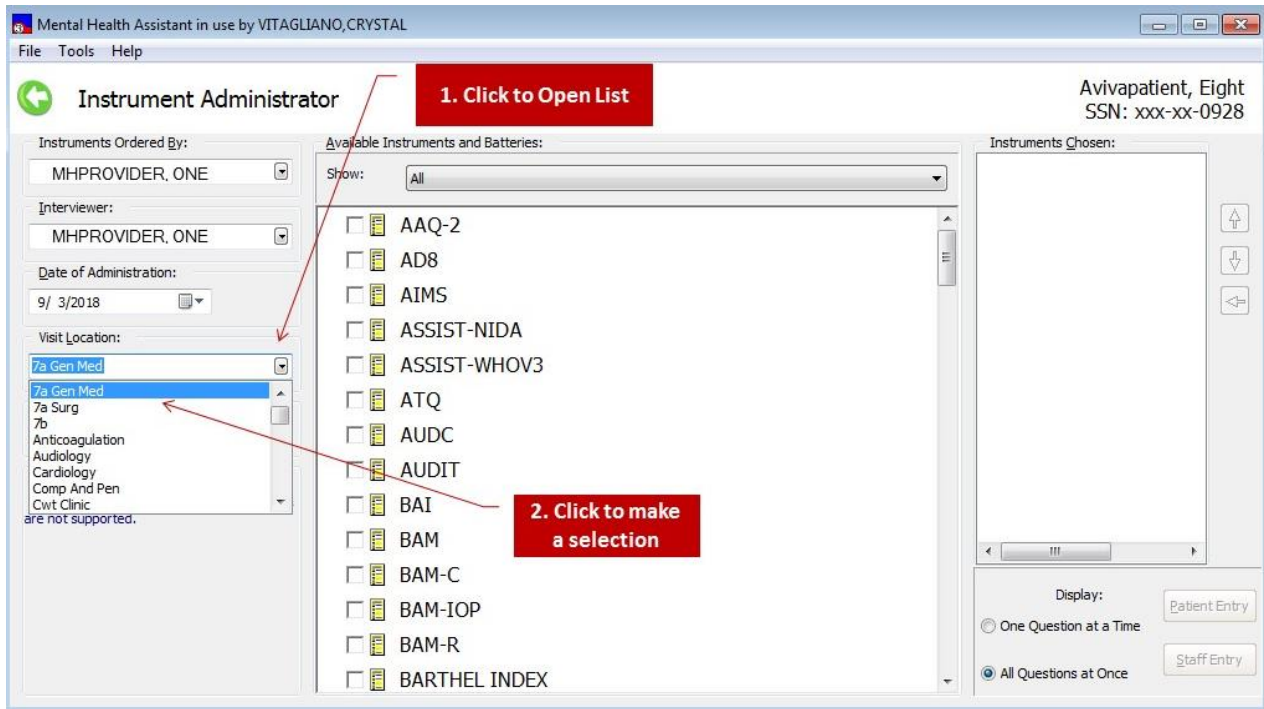 Mental Health Assistant in use by VITAGLIANO,CRYSTAL
File Tools Help
Instrument Administrator
1. Click to Open List
Avivapatient, Eight
SSN: xxx-xx-0928
Instruments Ordered By:
MHPROVIDER, ONE
Interviewer:
MHPROVIDER, ONE
Date of Administration:
9/ 3/2018
Visit Location:
7a Gen Med
7a Gen Med
7a Surg
7b
Anticoagulation
Audiology
Cardiology
Comp And Pen
Cwt Clinic
are not supported.
Available Instruments and Batteries:
Show: All
AAQ-2
AD8
AIMS
ASSIST-NIDA
ASSIST-WHOV3
ATQ
AUDC
AUDIT
BAI
BAM
BAM-C
BAM-IOP
BAM-R
BARTHEL INDEX
2. Click to make
a selection
Instruments Chosen:
Display:
One Question at a Time
All Questions at Once
Patient Entry
Staff Entry